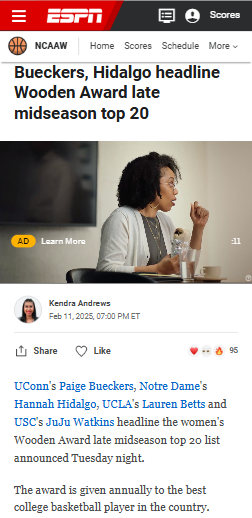 ESPN
Scores
NCAAW
Home Scores Schedule More
Bueckers, Hidalgo headline
Wooden Award late
midseason top 20
AD Learn More :11
Kendra Andrews
Feb 11, 2025, 07:00 PM ET
Share Like 95
UConn's Paige Bueckers, Notre Dame's
Hannah Hidalgo, UCLA's Lauren Betts and
USC's JuJu Watkins headline the women's
Wooden Award late midseason top 20 list
announced Tuesday night.
The award is given annually to the best
college basketball player in the country.